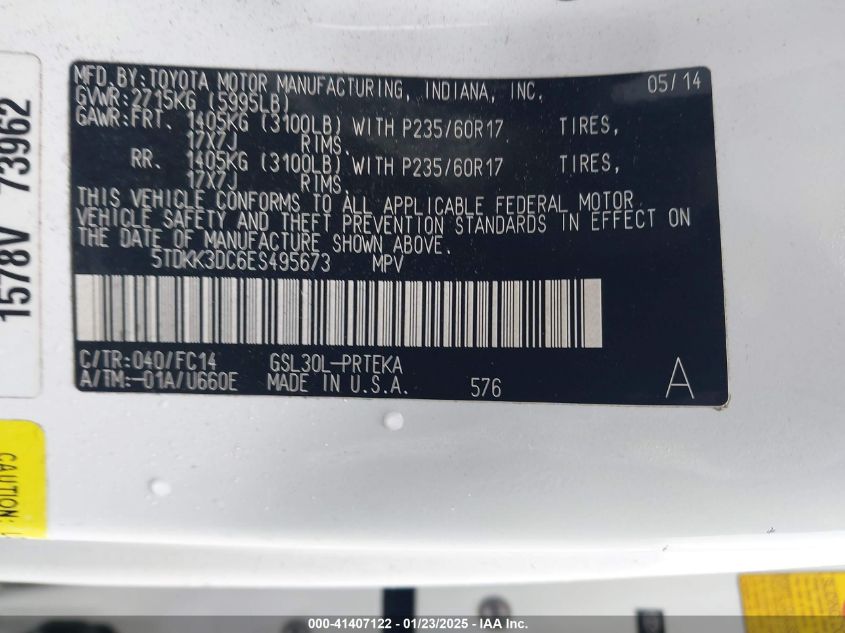 MFD.BY:TOYOTA MOTOR MANUFACTURING, INDIANA, INC. 05/14
GVWR:2715KG (5995LB)
GAWR:FRT. 1405KG (3100LB) WITH P235/60R17 TIRES,
17X7J RIMS.
RR. 1405KG (3100LB) WITH P235/60R17 TIRES,
17X7J RIMS.
THIS VEHICLE CONFORMS TO ALL APPLICABLE FEDERAL MOTOR
VEHICLE SAFETY AND THEFT PREVENTION STANDARDS IN EFFECT ON
THE DATE OF MANUFACTURE SHOWN ABOVE.
5TDKK3DC6ES495673 MPV
C/TR:040/FC14 GSL30L-PRTEKA
A/TM:-01A/U660E MADE IN U.S.A. 576 A
1578V 73962
CAUTION:
000-41407122 - 01/23/2025 - IAA Inc.